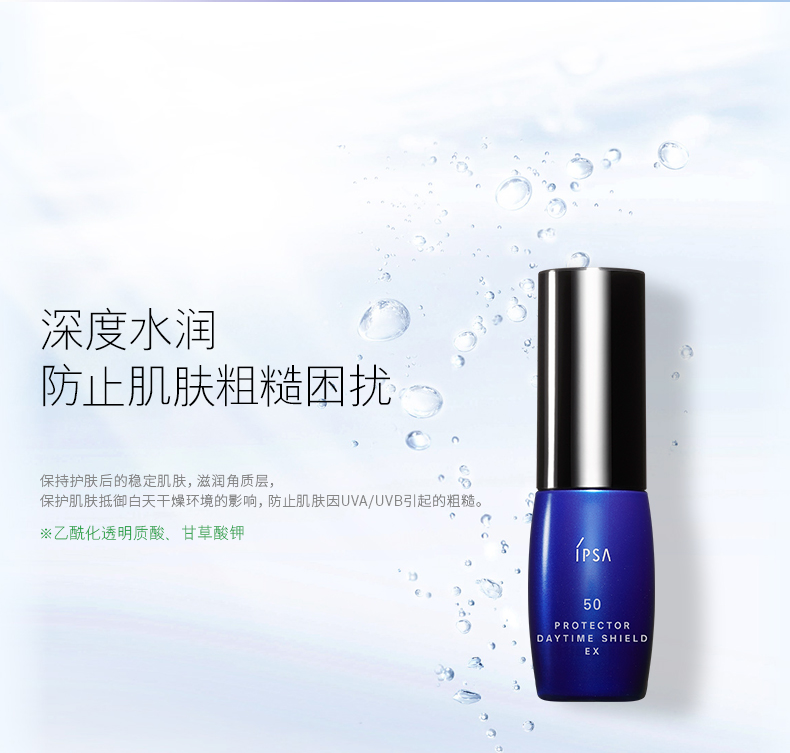 深度水润
防止肌肤粗糙困扰
保持护肤后的稳定肌肤，滋润角质层，
保护肌肤抵御白天干燥环境的影响，防止肌肤因UVA/UVB引起的粗糙。
※乙酰化透明质酸、甘草酸钾
IPSA
50
PROTECTOR
DAYTIME SHIELD
EX